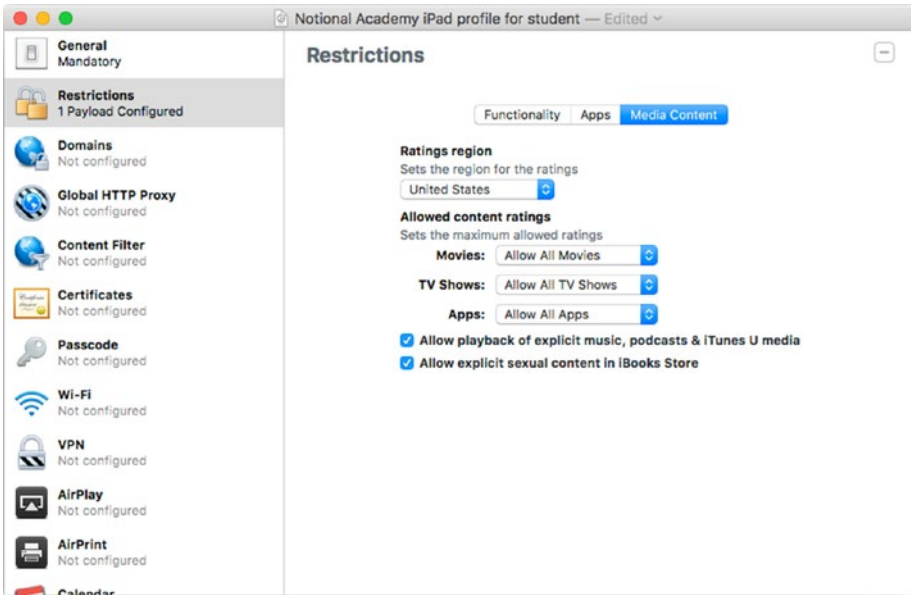 Notional Academy iPad profile for student — Edited
General
Mandatory
Restrictions
1 Payload Configured
Domains
Not configured
Global HTTP Proxy
Not configured
Content Filter
Not configured
Certificates
Not configured
Passcode
Not configured
Wi-Fi
Not configured
VPN
Not configured
AirPlay
Not configured
AirPrint
Not configured
Calendar
Restrictions
Functionality Apps Media Content
Ratings region
Sets the region for the ratings
United States
Allowed content ratings
Sets the maximum allowed ratings
Movies: Allow All Movies
TV Shows: Allow All TV Shows
Apps: Allow All Apps
Allow playback of explicit music, podcasts & iTunes U media
Allow explicit sexual content in iBooks Store